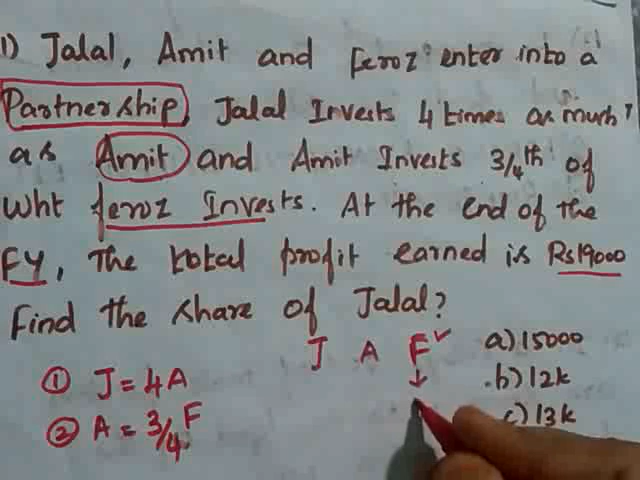 1) Jalal, Amit and feroz enter into a
Partnership, Jalal Invests 4 times as much
as Amit and Amit Invests 3/4th of
Wht feroz Invests. At the end of the
FY, The total profit earned is Rs19000
Find the share of Jalal?
J A F a) 15000
① J = 4A .b) 12k
② A = 3/4 F c) 13k